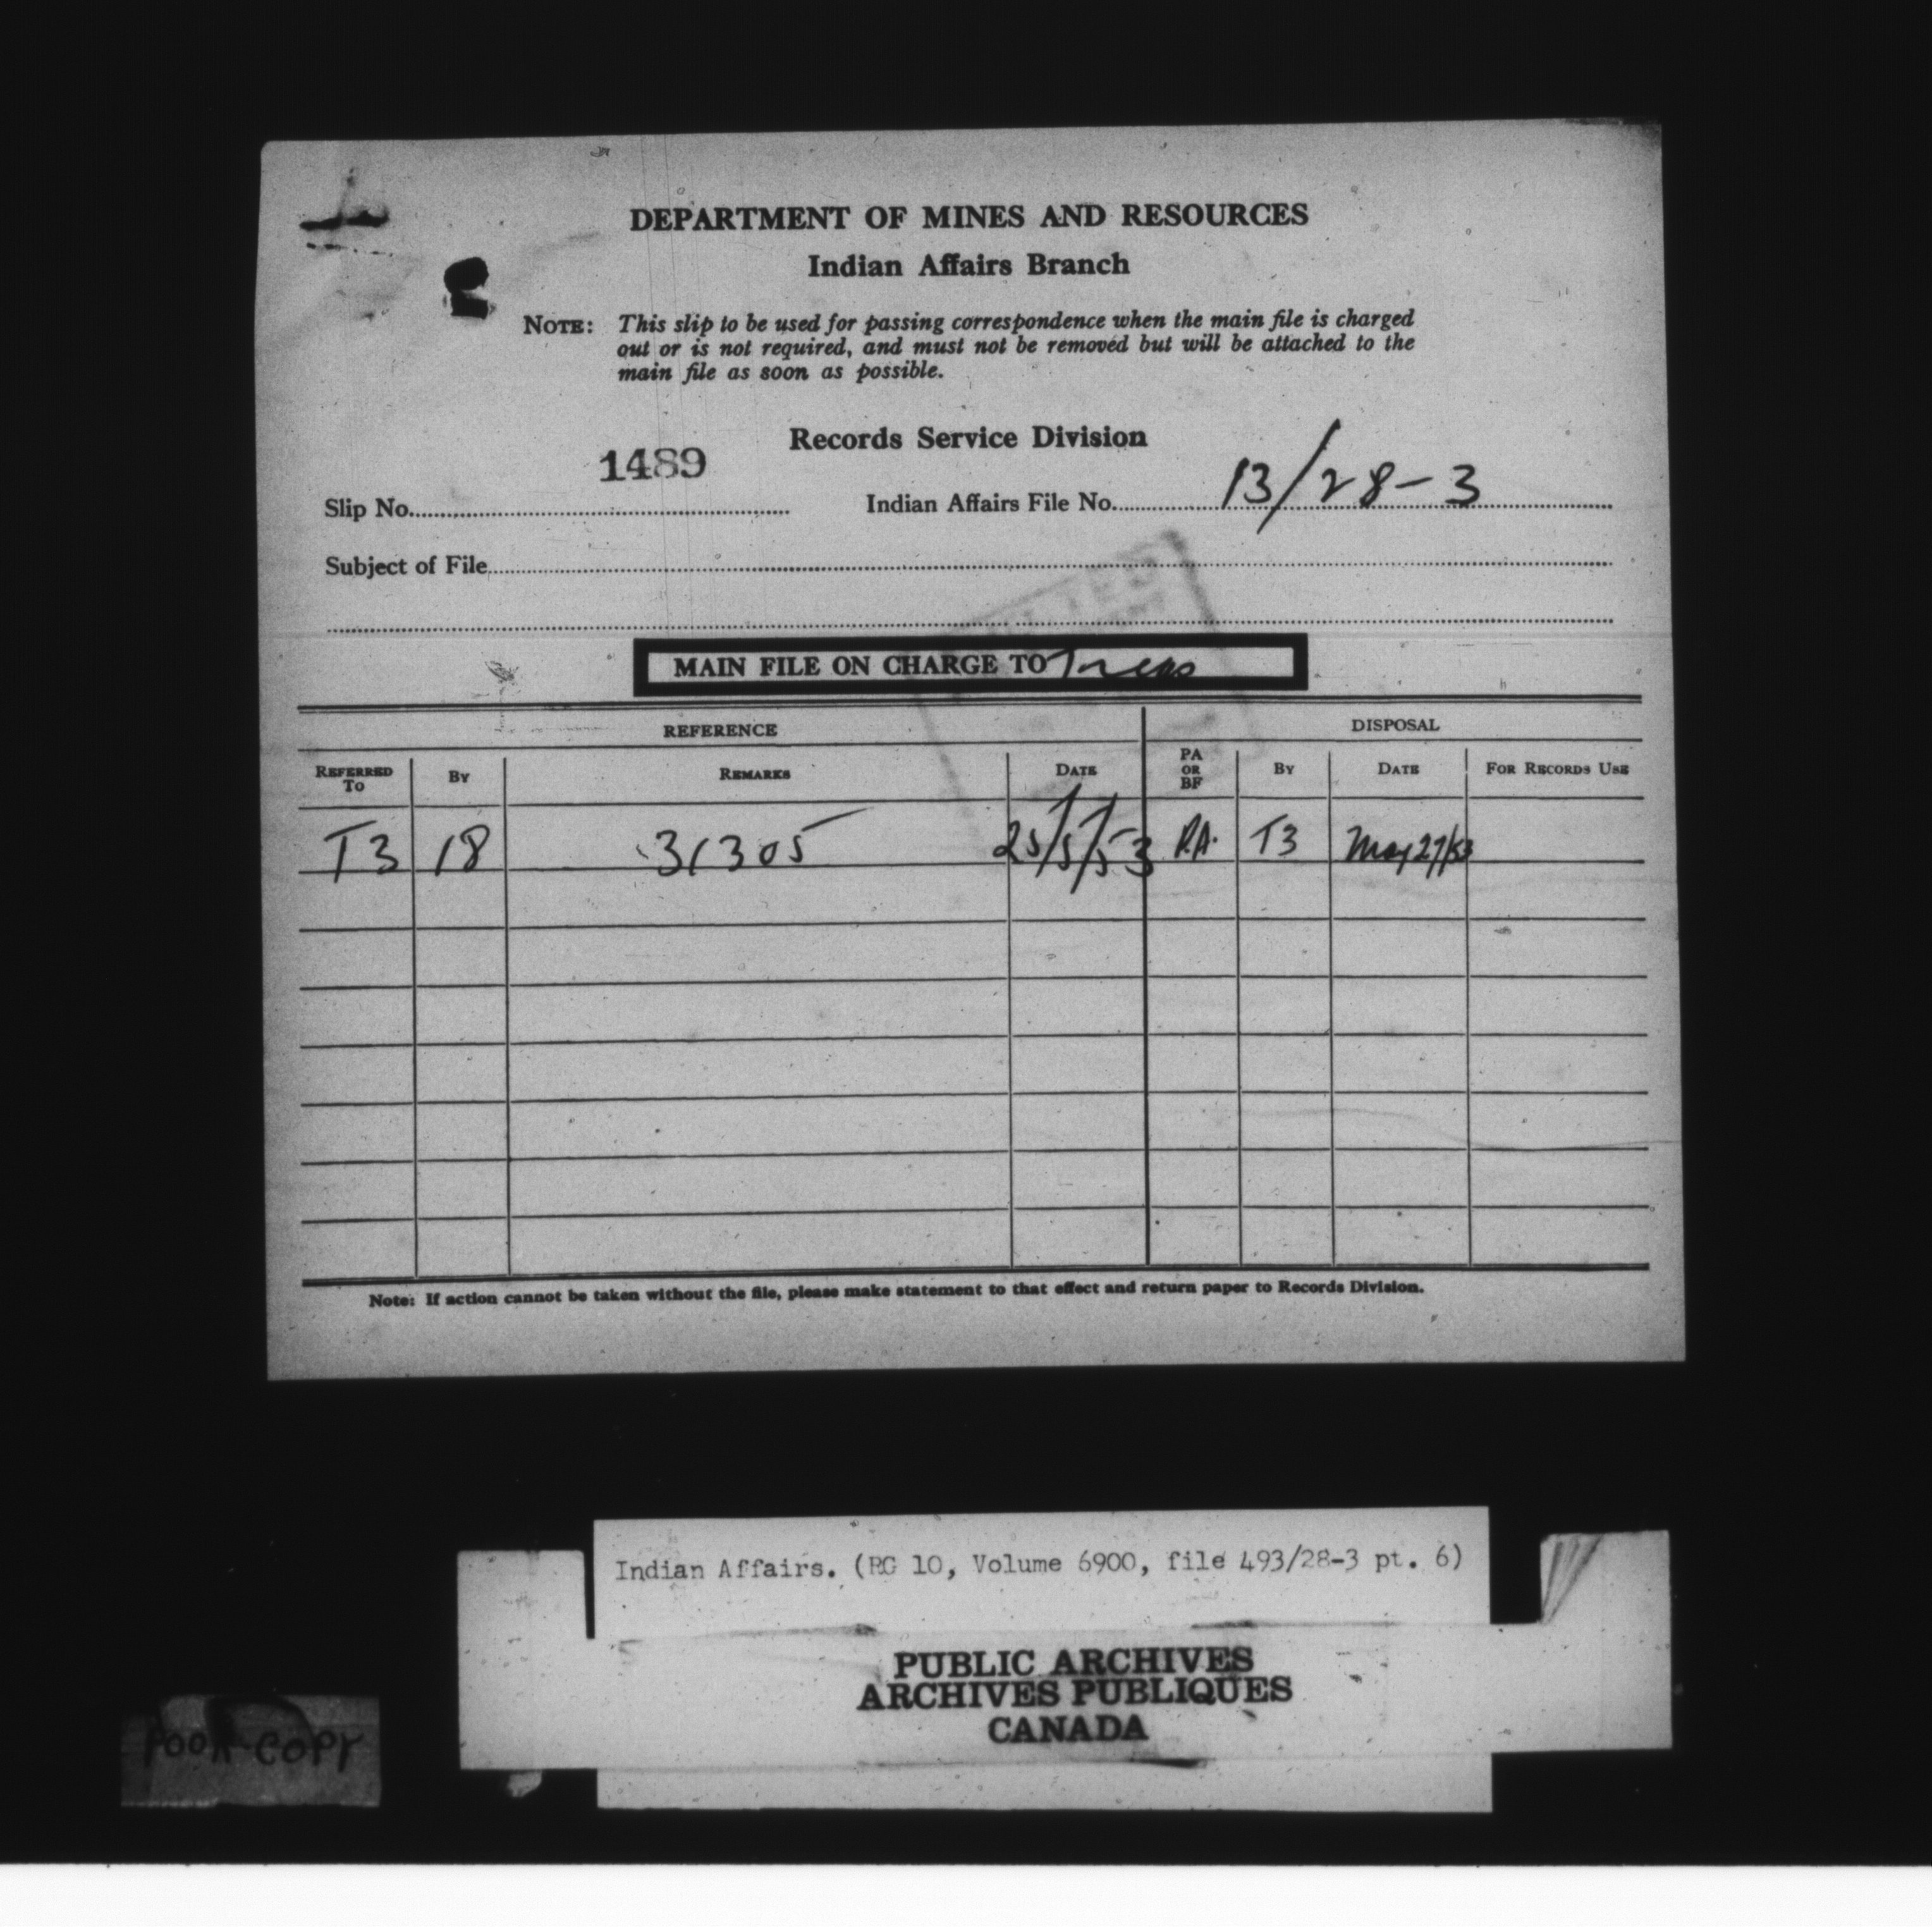 DEPARTMENT OF MINES AND RESOURCES
Indian Affairs Branch
NOTE: This slip to be used for passing correspondence when the main file is charged
out or is not required, and must not be removed but will be attached to the
main file as soon as possible.
Records Service Division
1489
Slip No. Indian Affairs File No. 13/28-3
Subject of File
MAIN FILE ON CHARGE TO
REFERENCE DISPOSAL
REFERRED TO BY REMARKS DATE PA OR BF BY DATE FOR RECORDS USE
T3 18 31305 25/5/53 P.A. T3 May 27/53
Note: If action cannot be taken without the file, please make statement to that effect and return paper to Records Division.
Indian Affairs. (RG 10, Volume 6900, file 493/28-3 pt. 6)
PUBLIC ARCHIVES
ARCHIVES PUBLIQUES
CANADA
POOR COPY